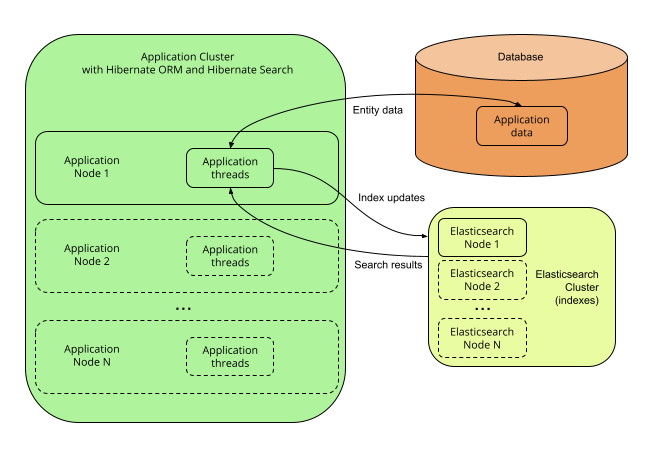 Application Cluster
with Hibernate ORM and Hibernate Search
Database
Entity data
Application
data
Application
Node 1
Application
threads
Index updates
Application
Node 2
Application
threads
Search results
...
Application
Node N
Application
threads
Elasticsearch
Node 1
Elasticsearch
Node 2
...
Elasticsearch
Node N
Elasticsearch
Cluster
(indexes)